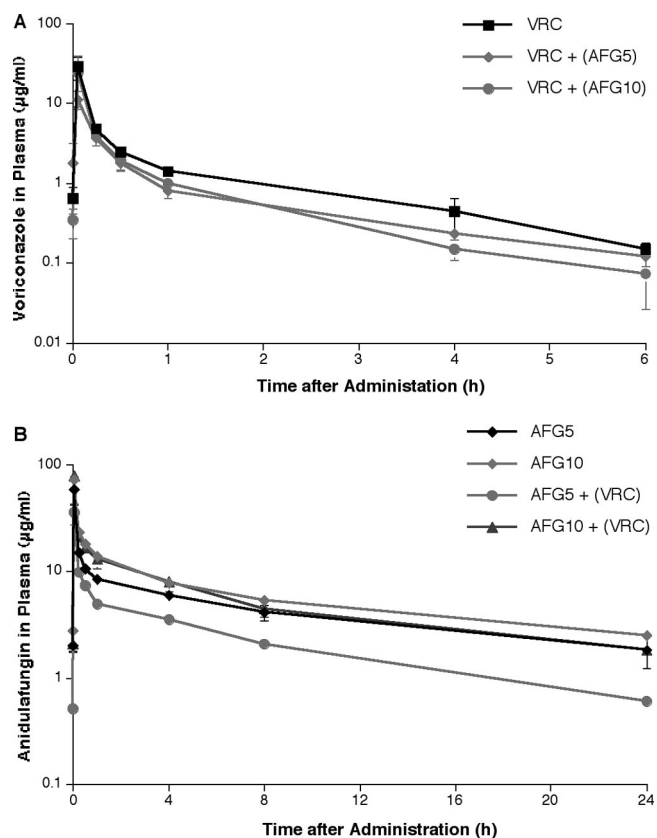 A
VRC
VRC + (AFG5)
VRC + (AFG10)
Voriconazole in Plasma (µg/ml)
100
10
1
0.1
0.01
0 1 2 3 4 5 6
Time after Administation (h)
B
AFG5
AFG10
AFG5 + (VRC)
AFG10 + (VRC)
Anidulafungin in Plasma (µg/ml)
100
10
1
0.1
0 4 8 12 16 20 24
Time after Administration (h)